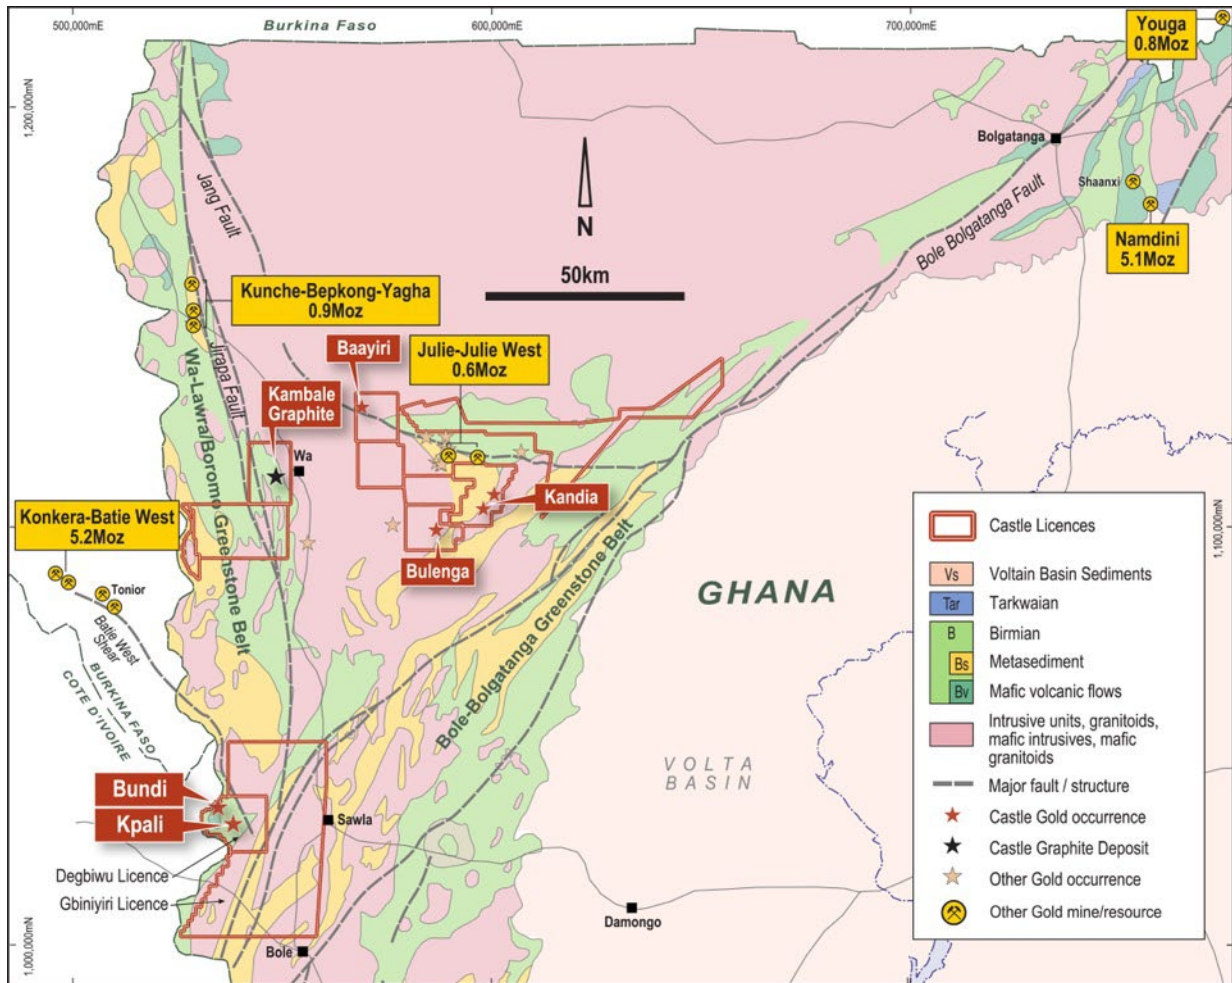 500,000mE
Burkina Faso
600,000mE
700,000mE
Youga
0.8Moz
1,200,000mN
Bolgatanga
Shaanxi
Jang Fault
N
Bole Bolgatanga Fault
Namdini
5.1Moz
50km
Kunche-Bepkong-Yagha
0.9Moz
Baayiri
Julie-Julie West
0.6Moz
Jirapa Fault
Wa-Lawra/Boromo Greenstone Belt
Kambale
Graphite
Wa
Kandia
Konkera-Batie West
5.2Moz
Bulenga
Tonior
Batie West
Shear
GHANA
1,100,000mN
Bole-Bolgatanga Greenstone Belt
BURKINA FASO
COTE D'IVOIRE
VOLTA
BASIN
Bundi
Kpali
Sawla
Degbiwu Licence
Gbiniyiri Licence
Damongo
Bole
1,000,000mN
Castle Licences
Vs Voltain Basin Sediments
Tar Tarkwaian
B Birmian
Bs Metasediment
Bv Mafic volcanic flows
Intrusive units, granitoids,
mafic intrusives, mafic
granitoids
Major fault / structure
Castle Gold occurrence
Castle Graphite Deposit
Other Gold occurrence
Other Gold mine/resource